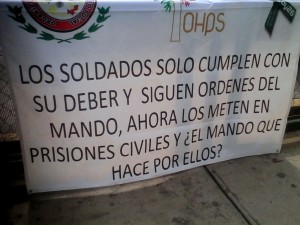 Tohps
LOS SOLDADOS SOLO CUMPLEN CON
SU DEBER Y SIGUEN ORDENES DEL
MANDO, AHORA LOS METEN EN
PRISIONES CIVILES Y ¿EL MANDO QUE
HACE POR ELLOS?